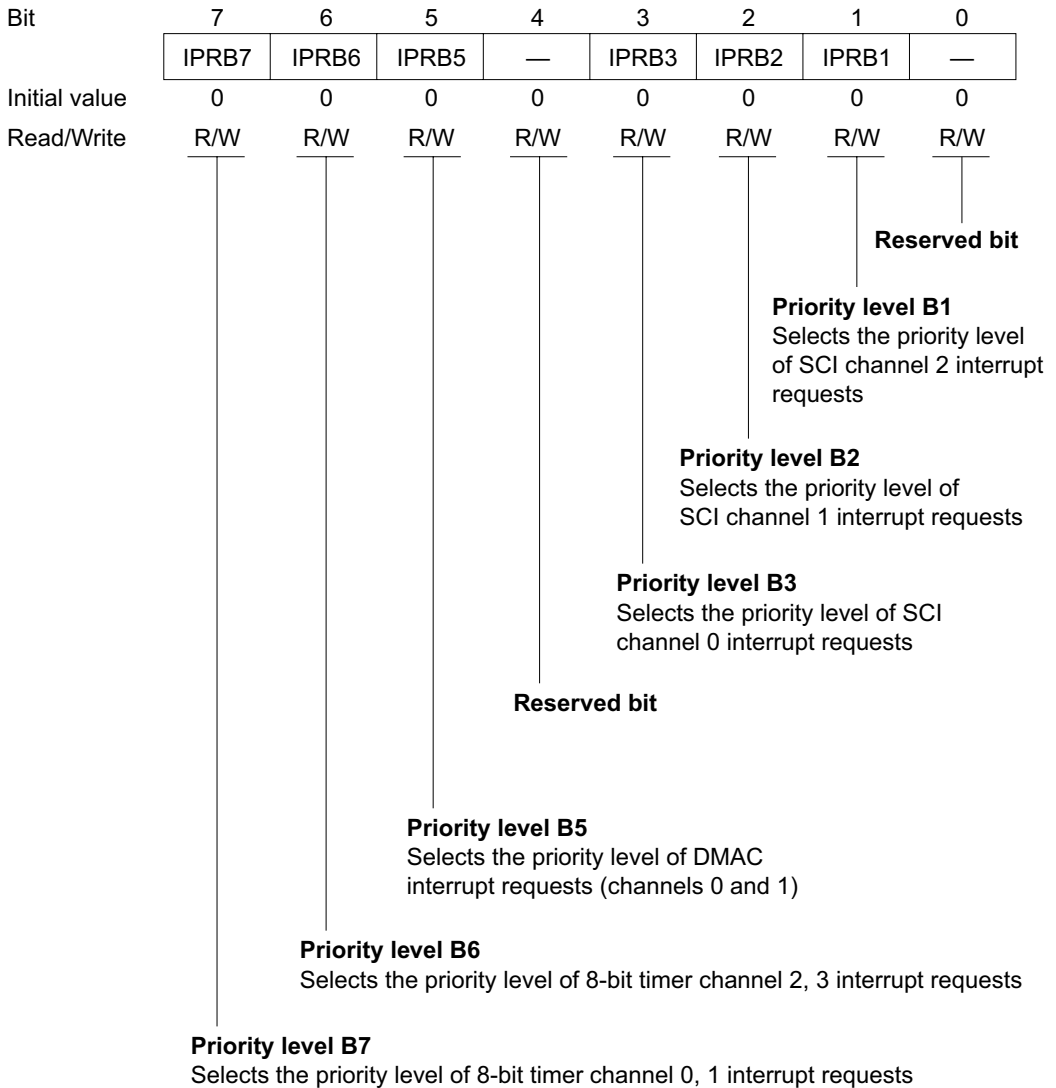 Bit 7 6 5 4 3 2 1 0
IPRB7 IPRB6 IPRB5 — IPRB3 IPRB2 IPRB1 —
Initial value 0 0 0 0 0 0 0 0
Read/Write R/W R/W R/W R/W R/W R/W R/W R/W
Reserved bit
Priority level B1
Selects the priority level
of SCI channel 2 interrupt
requests
Priority level B2
Selects the priority level of
SCI channel 1 interrupt requests
Priority level B3
Selects the priority level of SCI
channel 0 interrupt requests
Reserved bit
Priority level B5
Selects the priority level of DMAC
interrupt requests (channels 0 and 1)
Priority level B6
Selects the priority level of 8-bit timer channel 2, 3 interrupt requests
Priority level B7
Selects the priority level of 8-bit timer channel 0, 1 interrupt requests